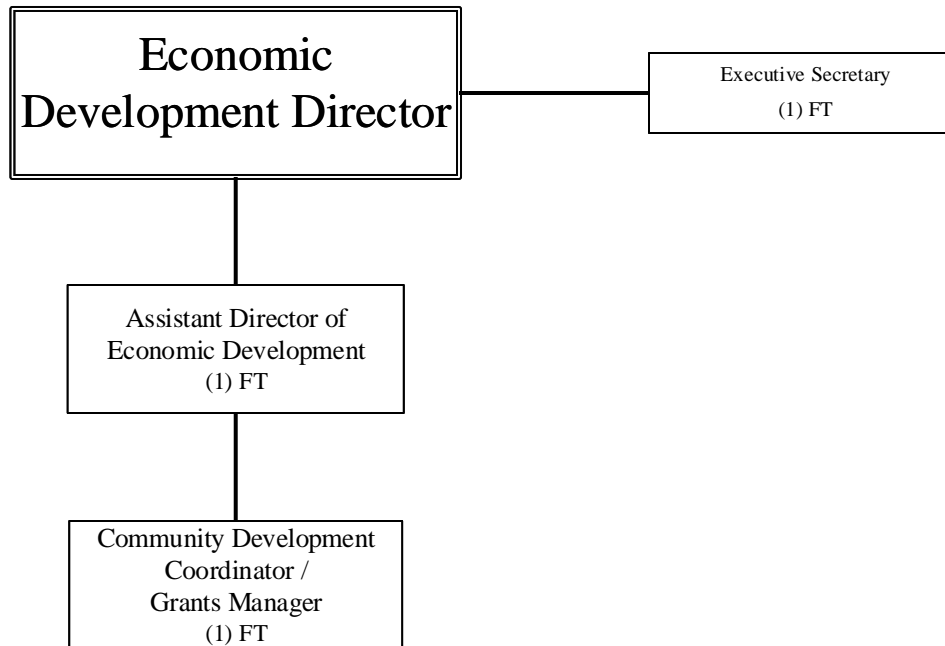 Economic
Development Director
Executive Secretary
(1) FT
Assistant Director of
Economic Development
(1) FT
Community Development
Coordinator /
Grants Manager
(1) FT